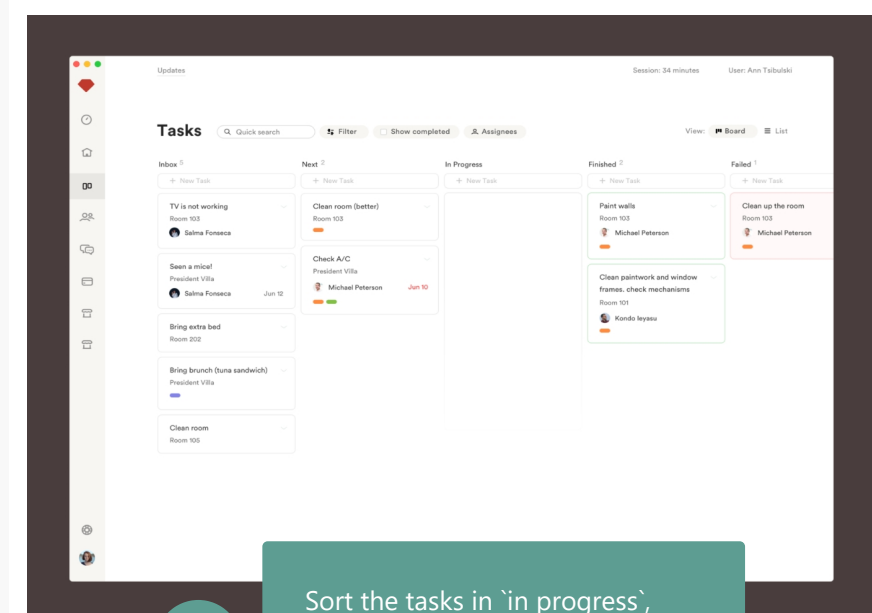 Updates
Session: 34 minutes
User: Ann Tsibulski
Tasks
Quick search
Filter
Show completed
Assignees
View:
Board
List
Inbox 5
+ New Task
TV is not working
Room 103
Salma Fonseca
Seen a mice!
President Villa
Salma Fonseca Jun 12
Bring extra bed
Room 202
Bring brunch (tuna sandwich)
President Villa
Clean room
Room 105
Next 2
+ New Task
Clean room (better)
Room 103
Check A/C
President Villa
Michael Peterson Jun 10
In Progress
+ New Task
Finished 2
+ New Task
Paint walls
Room 103
Michael Peterson
Clean paintwork and window
frames. check mechanisms
Room 101
Kondo Ieyasu
Failed 1
+ New Task
Clean up the room
Room 103
Michael Peterson
Sort the tasks in `in progress`,